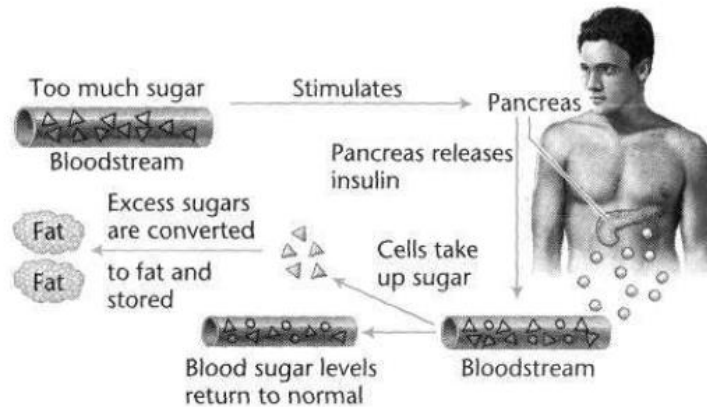 Too much sugar
Bloodstream
Stimulates
Pancreas
Pancreas releases
insulin
Excess sugars
are converted
to fat and
stored
Fat
Fat
Cells take
up sugar
Blood sugar levels
return to normal
Bloodstream